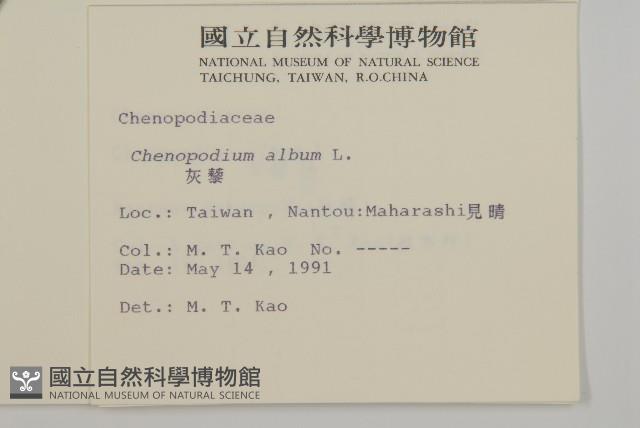 國立自然科學博物館
NATIONAL MUSEUM OF NATURAL SCIENCE
TAICHUNG, TAIWAN, R.O.CHINA
Chenopodiaceae
Chenopodium album L.
灰藜
Loc.: Taiwan , Nantou:Maharashi見晴
Col.: M. T. Kao No. -----
Date: May 14 , 1991
Det.: M. T. Kao
國立自然科學博物館
NATIONAL MUSEUM OF NATURAL SCIENCE